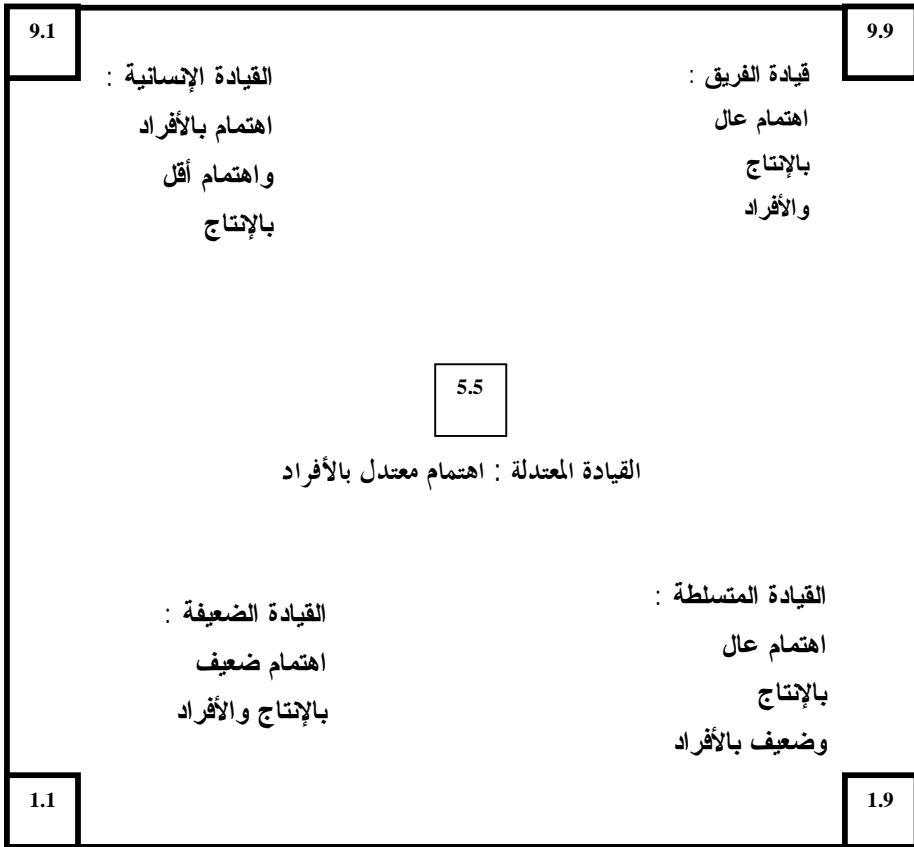 9.9
9.1
قيادة الفريق :
اهتمام عال
بالإنتاج
والأفراد
القيادة الإنسانية :
اهتمام بالأفراد
واهتمام أقل
بالإنتاج
5.5
القيادة المعتدلة : اهتمام معتدل بالأفراد
القيادة المتسلطة :
اهتمام عال
بالإنتاج
وضعيف بالأفراد
القيادة الضعيفة :
اهتمام ضعيف
بالإنتاج والأفراد
1.9
1.1